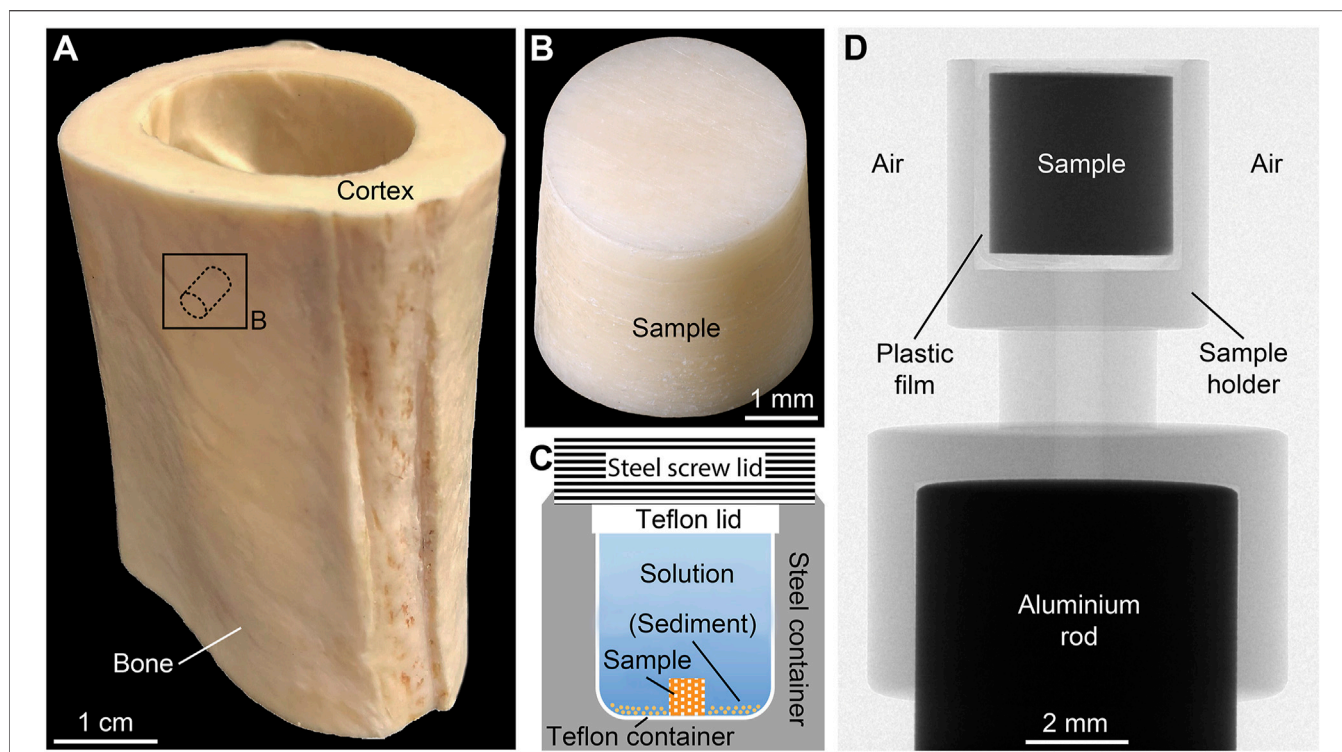 A
Cortex
B
Bone
1 cm
B
Sample
1 mm
C
Steel screw lid
Teflon lid
Solution
(Sediment)
Sample
Teflon container
Steel container
D
Air
Sample
Air
Plastic
film
Sample
holder
Aluminium
rod
2 mm